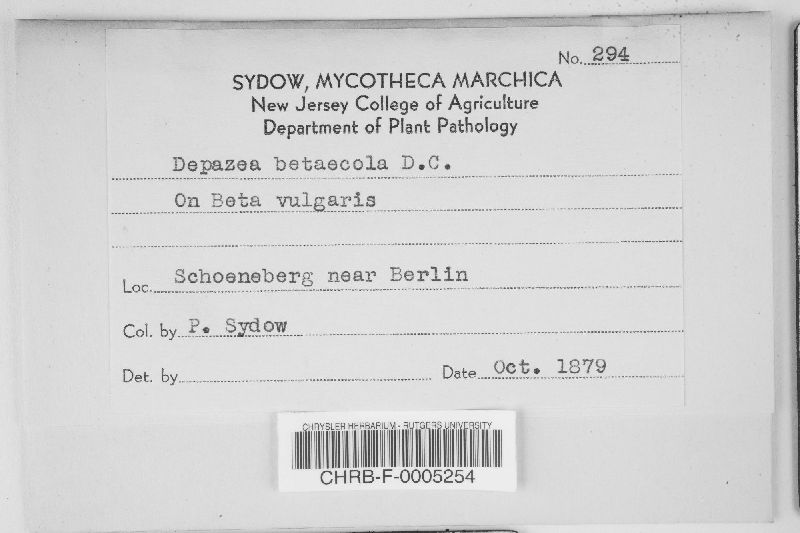 No. 294
SYDOW, MYCOTHECA MARCHICA
New Jersey College of Agriculture
Department of Plant Pathology
Depazea betaecola D.C.
On Beta vulgaris
Loc. Schoeneberg near Berlin
Col. by P. Sydow
Det. by Date Oct. 1879
CHRYSLER HERBARIUM - RUTGERS UNIVERSITY
CHRB-F-0005254